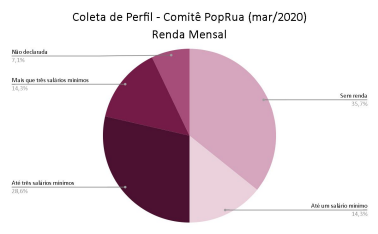 Coleta de Perfil - Comitê PopRua (mar/2020)
Renda Mensal
Não declarada
7,1%
Mais que três salários mínimos
14,3%
Sem renda
35,7%
Até três salários mínimos
28,6%
Até um salário mínimo
14,3%